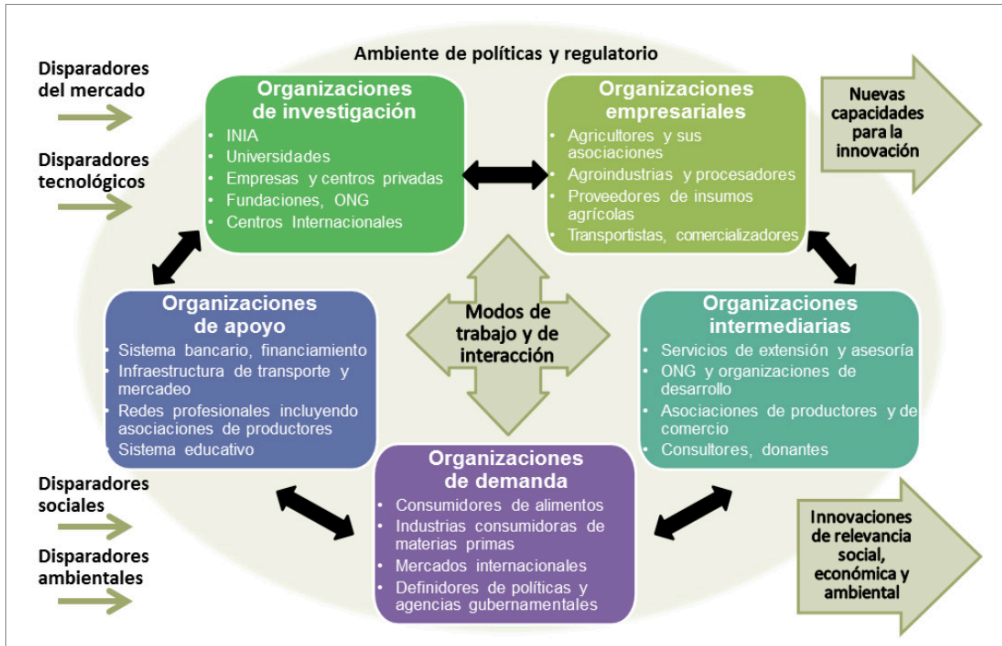 Ambiente de políticas y regulatorio
Disparadores
del mercado
Disparadores
tecnológicos
Organizaciones
de investigación
• INIA
• Universidades
• Empresas y centros privadas
• Fundaciones, ONG
• Centros Internacionales
Organizaciones
empresariales
• Agricultores y sus
asociaciones
• Agroindustrias y procesadores
• Proveedores de insumos
agrícolas
• Transportistas, comercializadores
Nuevas
capacidades
para la
innovación
Organizaciones
de apoyo
• Sistema bancario, financiamiento
• Infraestructura de transporte y
mercadeo
• Redes profesionales incluyendo
asociaciones de productores
• Sistema educativo
Modos de
trabajo y de
interacción
Organizaciones
intermediarias
• Servicios de extensión y asesoría
• ONG y organizaciones de
desarrollo
• Asociaciones de productores y de
comercio
• Consultores, donantes
Disparadores
sociales
Disparadores
ambientales
Organizaciones
de demanda
• Consumidores de alimentos
• Industrias consumidoras de
materias primas
• Mercados internacionales
• Definidores de políticas y
agencias gubernamentales
Innovaciones
de relevancia
social,
económica y
ambiental